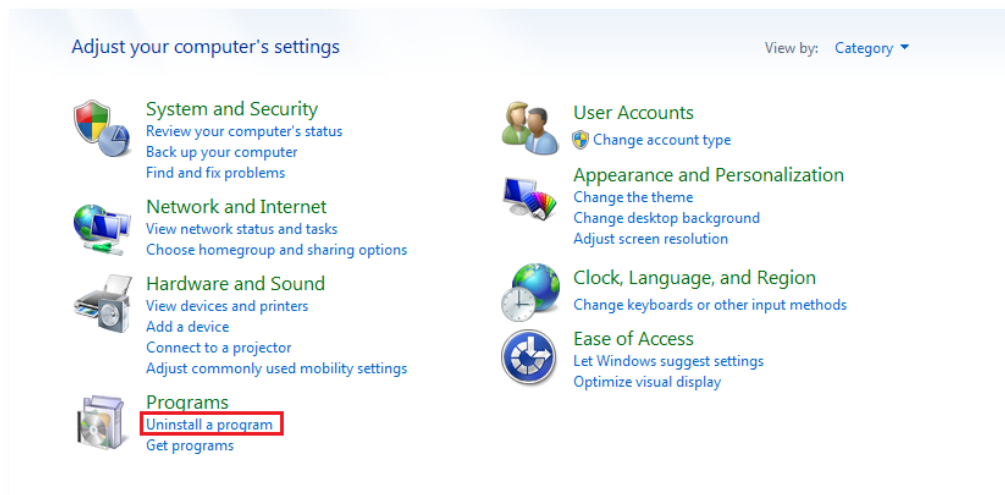 Adjust your computer's settings
View by: Category
System and Security
Review your computer's status
Back up your computer
Find and fix problems
Network and Internet
View network status and tasks
Choose homegroup and sharing options
Hardware and Sound
View devices and printers
Add a device
Connect to a projector
Adjust commonly used mobility settings
Programs
Uninstall a program
Get programs
User Accounts
Change account type
Appearance and Personalization
Change the theme
Change desktop background
Adjust screen resolution
Clock, Language, and Region
Change keyboards or other input methods
Ease of Access
Let Windows suggest settings
Optimize visual display